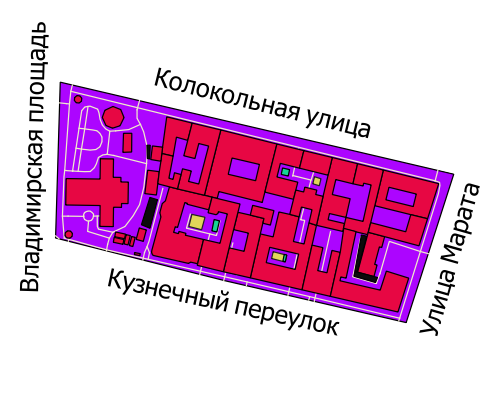 Владимирская площадь
Колокольная улица
Кузнечный переулок
Улица Марата